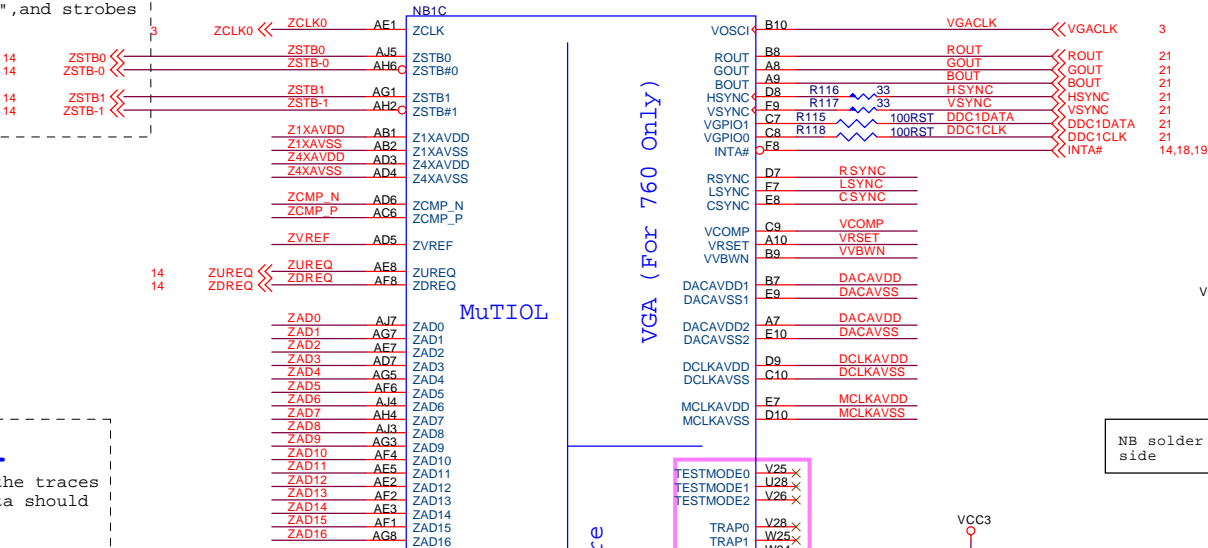 ", and strobes
NB1C
3 ZCLK0 ZCLK0 AE1 ZCLK
14 ZSTB0 ZSTB0 AJ5 ZSTB0
14 ZSTB-0 ZSTB-0 AH6 ZSTB#0
14 ZSTB1 ZSTB1 AG1 ZSTB1
14 ZSTB-1 ZSTB-1 AH2 ZSTB#1
Z1XAVDD AB1 Z1XAVDD
Z1XAVSS AB2 Z1XAVSS
Z4XAVDD AD3 Z4XAVDD
Z4XAVSS AD4 Z4XAVSS
ZCMP_N AD6 ZCMP_N
ZCMP_P AC6 ZCMP_P
ZVREF AD5 ZVREF
14 ZUREQ ZUREQ AE8 ZUREQ
14 ZDREQ ZDREQ AF8 ZDREQ
MuTIOL
ZAD0 AJ7 ZAD0
ZAD1 AG7 ZAD1
ZAD2 AE7 ZAD2
ZAD3 AD7 ZAD3
ZAD4 AG5 ZAD4
ZAD5 AF6 ZAD5
ZAD6 AJ4 ZAD6
ZAD7 AH4 ZAD7
ZAD8 AJ3 ZAD8
ZAD9 AG3 ZAD9
ZAD10 AF4 ZAD10
ZAD11 AE5 ZAD11
ZAD12 AE2 ZAD12
ZAD13 AF2 ZAD13
ZAD14 AE3 ZAD14
ZAD15 AF1 ZAD15
ZAD16 AG8 ZAD16
the traces
ta should
VGA (For 760 Only)
VOSCI B10 VGACLK VGACLK 3
ROUT B8 ROUT ROUT 21
GOUT A8 GOUT GOUT 21
BOUT A9 BOUT BOUT 21
HSYNC D8 R116 33 HSYNC HSYNC 21
VSYNC F9 R117 33 VSYNC VSYNC 21
VGPIO1 C7 R115 100RST DDC1DATA DDC1DATA 21
VGPIO0 C8 R118 100RST DDC1CLK DDC1CLK 21
INTA# F8 INTA# 14,18,19
RSYNC D7 RSYNC
LSYNC F7 LSYNC
CSYNC E8 CSYNC
VCOMP C9 VCOMP
VRSET A10 VRSET
VVBWN B9 VVBWN
DACAVDD1 B7 DACAVDD
DACAVSS1 E9 DACAVSS
DACAVDD2 A7 DACAVDD
DACAVSS2 E10 DACAVSS
DCLKAVDD D9 DCLKAVDD
DCLKAVSS C10 DCLKAVSS
MCLKAVDD E7 MCLKAVDD
MCLKAVSS D10 MCLKAVSS
TESTMODE0 V25
TESTMODE1 U28
TESTMODE2 V26
TRAP0 V28
TRAP1 W25
V
NB solder
side
VCC3